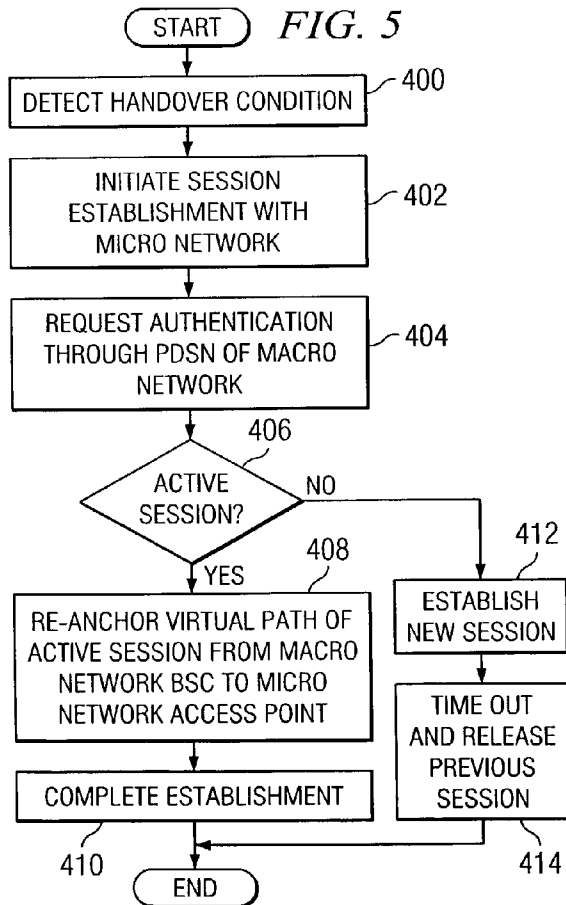 START
FIG. 5
DETECT HANDOVER CONDITION
400
INITIATE SESSION
ESTABLISHMENT WITH
MICRO NETWORK
402
REQUEST AUTHENTICATION
THROUGH PDSN OF MACRO
NETWORK
404
406
ACTIVE
SESSION?
NO
YES
408
RE-ANCHOR VIRTUAL PATH OF
ACTIVE SESSION FROM MACRO
NETWORK BSC TO MICRO
NETWORK ACCESS POINT
412
ESTABLISH
NEW SESSION
TIME OUT
AND RELEASE
PREVIOUS
SESSION
COMPLETE ESTABLISHMENT
410
414
END